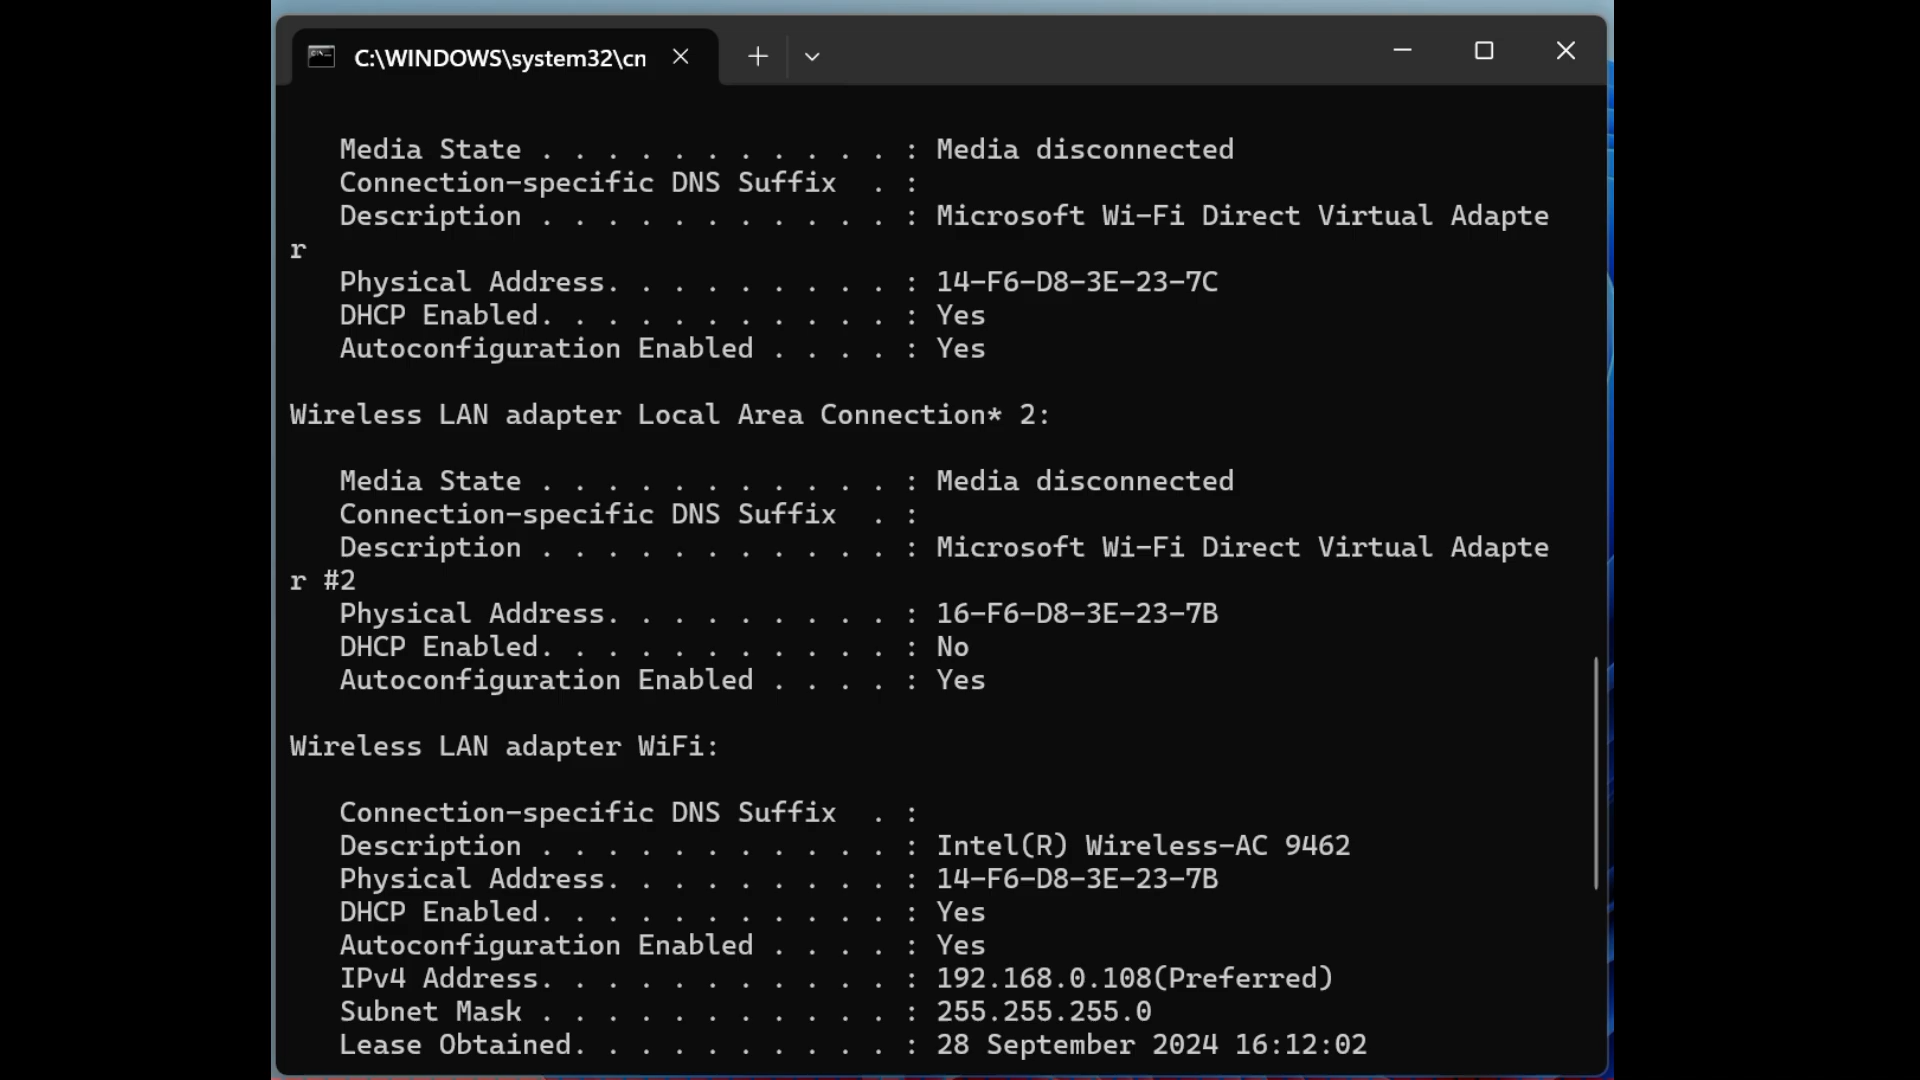 C:\WINDOWS\system32\cn
Media State . . . . . . . . . . . : Media disconnected
Connection-specific DNS Suffix  . :
Description . . . . . . . . . . . : Microsoft Wi-Fi Direct Virtual Adapte
r
Physical Address. . . . . . . . . : 14-F6-D8-3E-23-7C
DHCP Enabled. . . . . . . . . . . : Yes
Autoconfiguration Enabled . . . . : Yes
Wireless LAN adapter Local Area Connection* 2:
Media State . . . . . . . . . . . : Media disconnected
Connection-specific DNS Suffix  . :
Description . . . . . . . . . . . : Microsoft Wi-Fi Direct Virtual Adapte
r #2
Physical Address. . . . . . . . . : 16-F6-D8-3E-23-7B
DHCP Enabled. . . . . . . . . . . : No
Autoconfiguration Enabled . . . . : Yes
Wireless LAN adapter WiFi:
Connection-specific DNS Suffix  . :
Description . . . . . . . . . . . : Intel(R) Wireless-AC 9462
Physical Address. . . . . . . . . : 14-F6-D8-3E-23-7B
DHCP Enabled. . . . . . . . . . . : Yes
Autoconfiguration Enabled . . . . : Yes
IPv4 Address. . . . . . . . . . . : 192.168.0.108(Preferred)
Subnet Mask . . . . . . . . . . . : 255.255.255.0
Lease Obtained. . . . . . . . . . : 28 September 2024 16:12:02